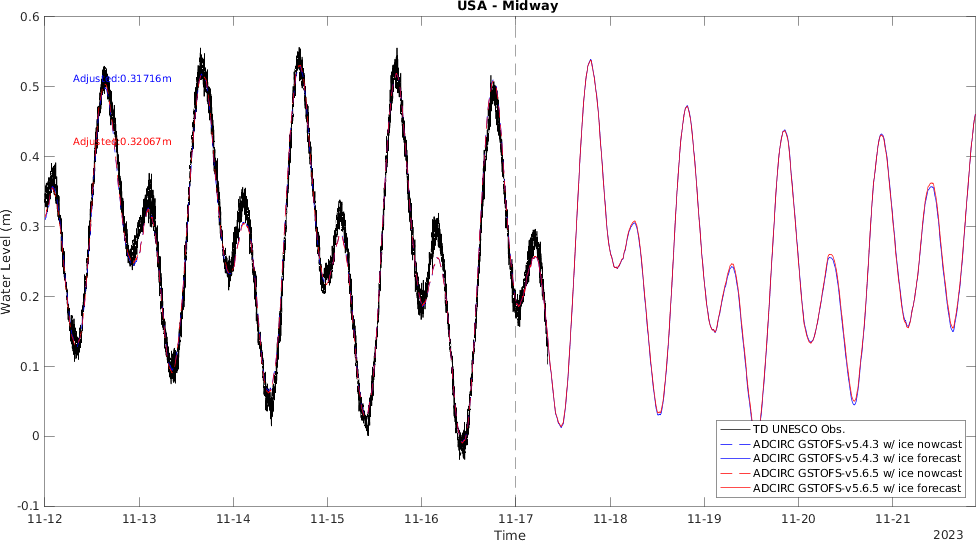 USA - Midway
0.6
0.5
0.4
0.3
0.2
0.1
0
-0.1
Water Level (m)
Adjusted:0.31716m
Adjusted:0.32067m
TD UNESCO Obs.
ADCIRC GSTOFS-v5.4.3 w/ ice nowcast
ADCIRC GSTOFS-v5.4.3 w/ ice forecast
ADCIRC GSTOFS-v5.6.5 w/ ice nowcast
ADCIRC GSTOFS-v5.6.5 w/ ice forecast
11-12 11-13 11-14 11-15 11-16 11-17 11-18 11-19 11-20 11-21
Time
2023